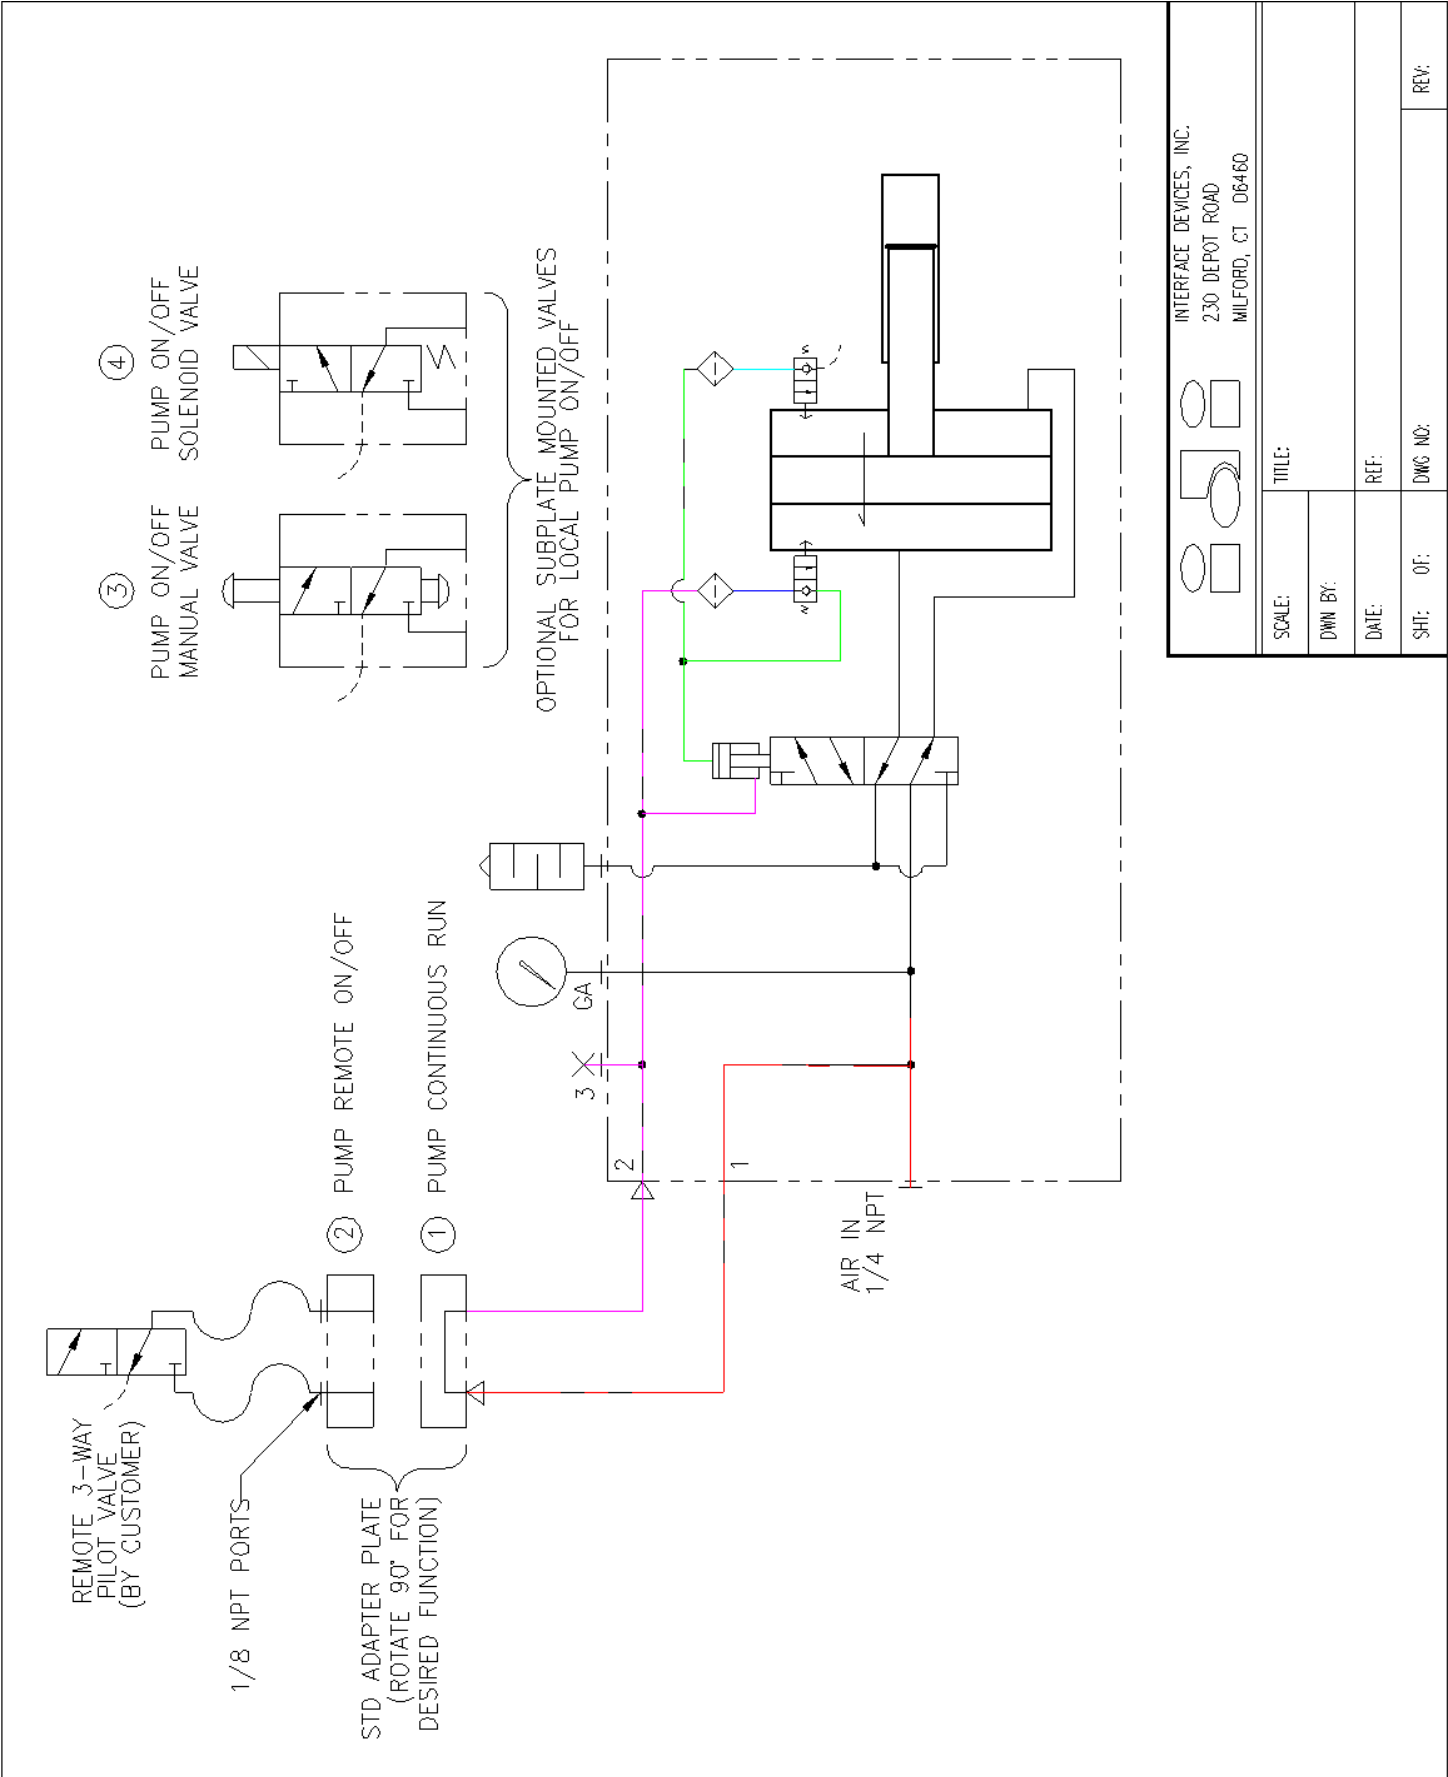 REMOTE 3-WAY
PILOT VALVE
(BY CUSTOMER)
1/8 NPT PORTS
STD ADAPTER PLATE
(ROTATE 90° FOR
DESIRED FUNCTION)
2 PUMP REMOTE ON/OFF
1 PUMP CONTINUOUS RUN
3
PUMP ON/OFF
MANUAL VALVE
4
PUMP ON/OFF
SOLENOID VALVE
OPTIONAL SUBPLATE MOUNTED VALVES
FOR LOCAL PUMP ON/OFF
3
GA
2
1
AIR IN
1/4 NPT
INTERFACE DEVICES, INC.
230 DEPOT ROAD
MILFORD, CT 06460
SCALE:
TITLE:
DWN BY:
DATE:
REF:
SHT: OF:
DWG NO:
REV: